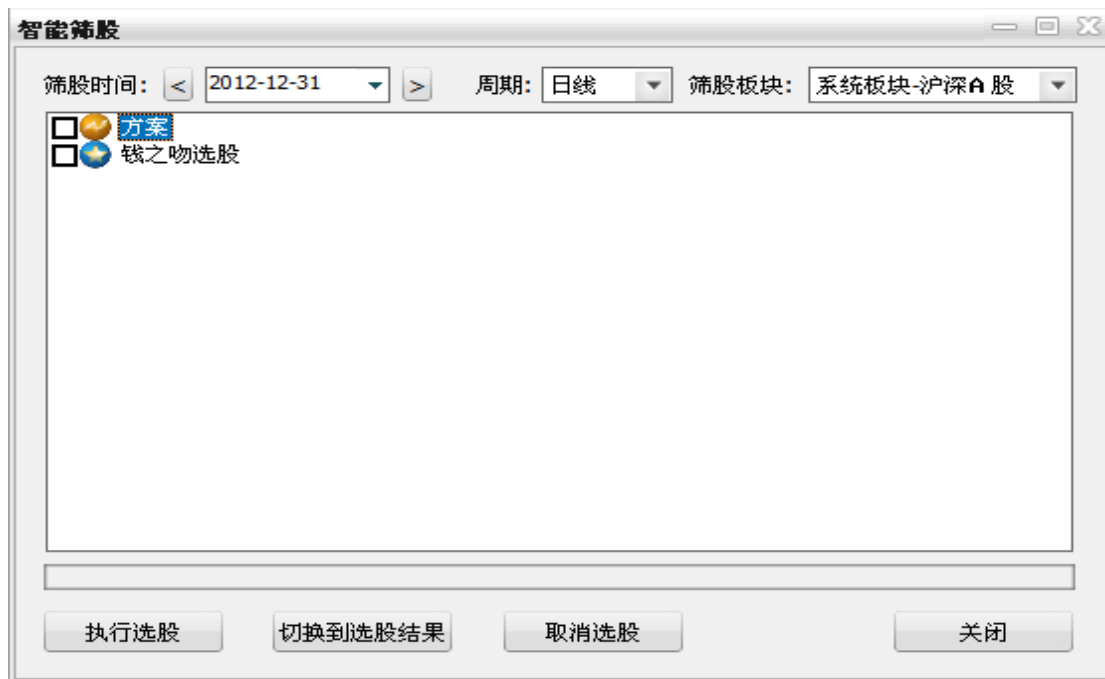 智能筛股
筛股时间: < 2012-12-31 > 周期: 日线 筛股板块: 系统板块-沪深A股
方案
钱之吻选股
执行选股 切换到选股结果 取消选股 关闭